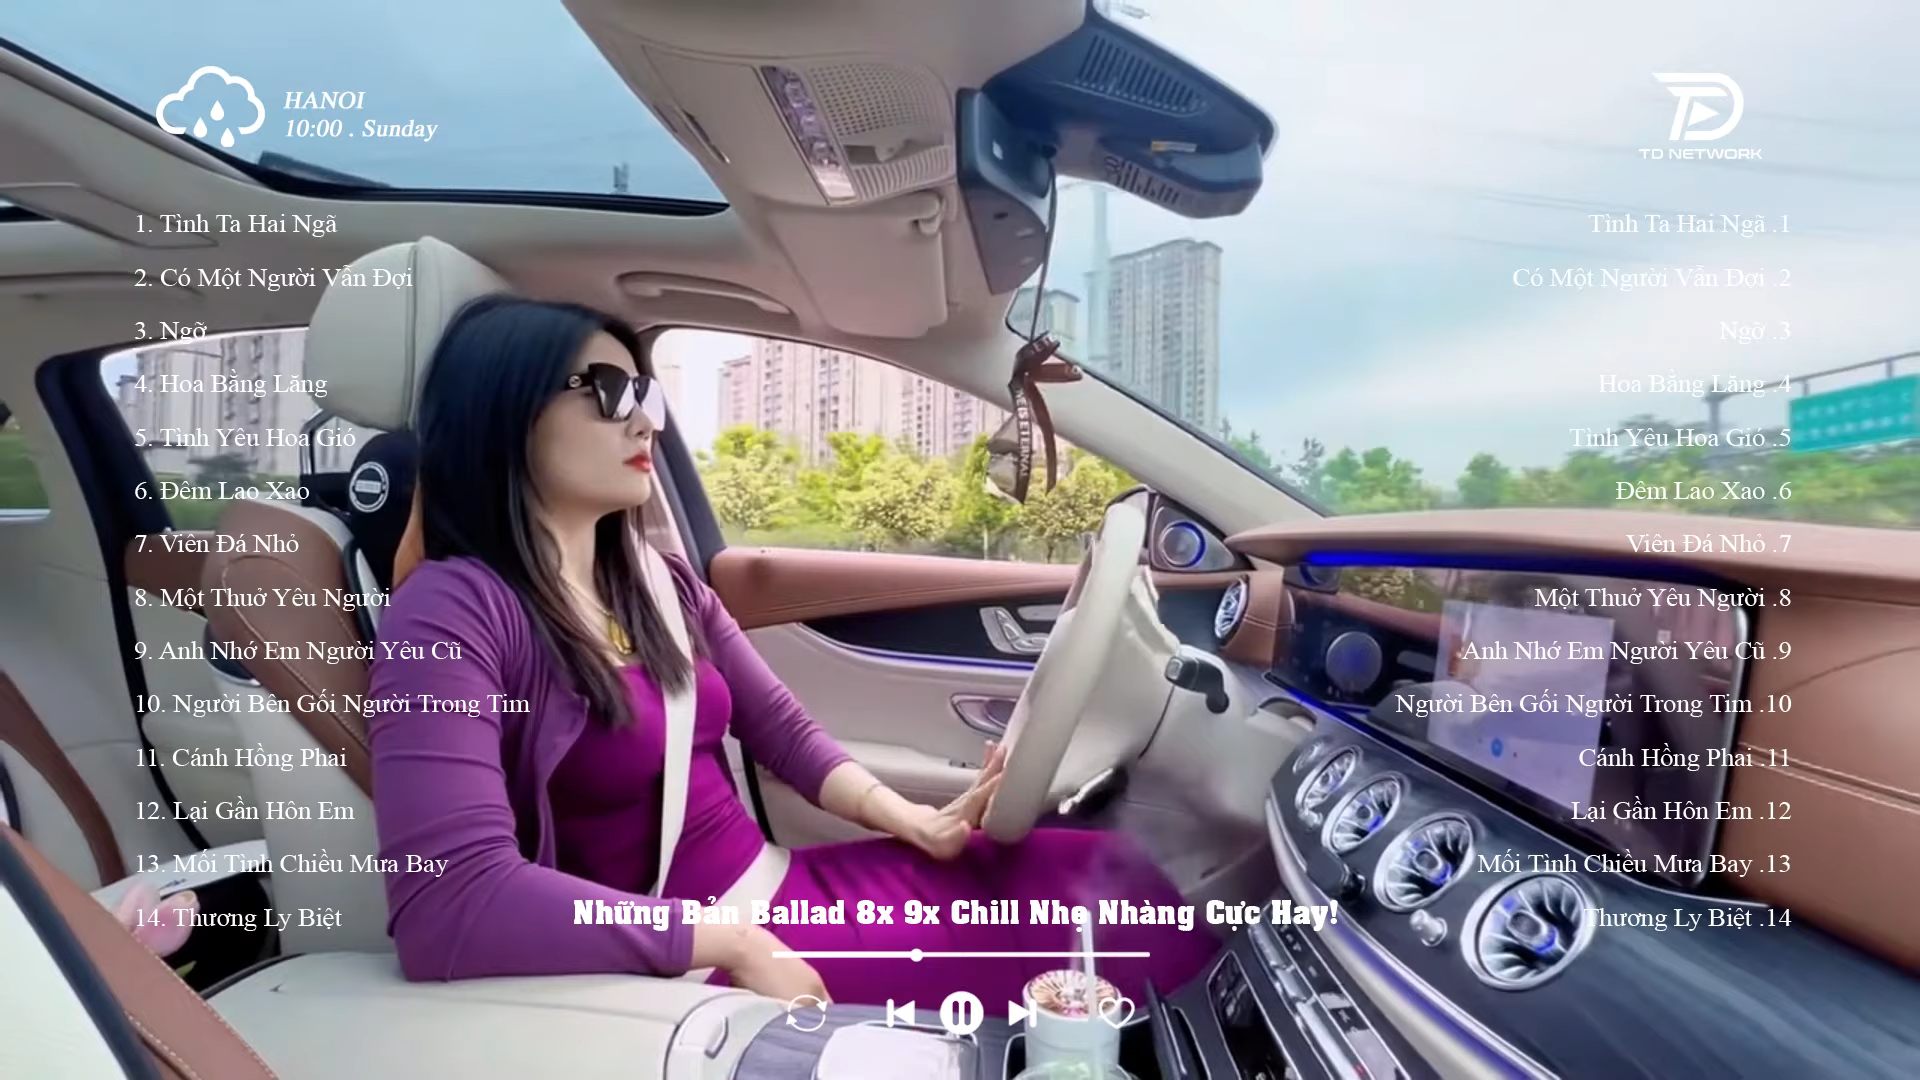 HANOI
10:00 . Sunday
TD NETWORK
1. Tình Ta Hai Ngã
2. Có Một Người Vẫn Đợi
3. Ngỡ
4. Hoa Bằng Lăng
5. Tình Yêu Hoa Gió
6. Đêm Lao Xao
7. Viên Đá Nhỏ
8. Một Thuở Yêu Người
9. Anh Nhớ Em Người Yêu Cũ
10. Người Bên Gối Người Trong Tim
11. Cánh Hồng Phai
12. Lại Gần Hôn Em
13. Mối Tình Chiều Mưa Bay
14. Thương Ly Biệt
Tình Ta Hai Ngã .1
Có Một Người Vẫn Đợi .2
Ngỡ .3
Hoa Bằng Lăng .4
Tình Yêu Hoa Gió .5
Đêm Lao Xao .6
Viên Đá Nhỏ .7
Một Thuở Yêu Người .8
Anh Nhớ Em Người Yêu Cũ .9
Người Bên Gối Người Trong Tim .10
Cánh Hồng Phai .11
Lại Gần Hôn Em .12
Mối Tình Chiều Mưa Bay .13
Thương Ly Biệt .14
Những Bản Ballad 8x 9x Chill Nhẹ Nhàng Cực Hay!